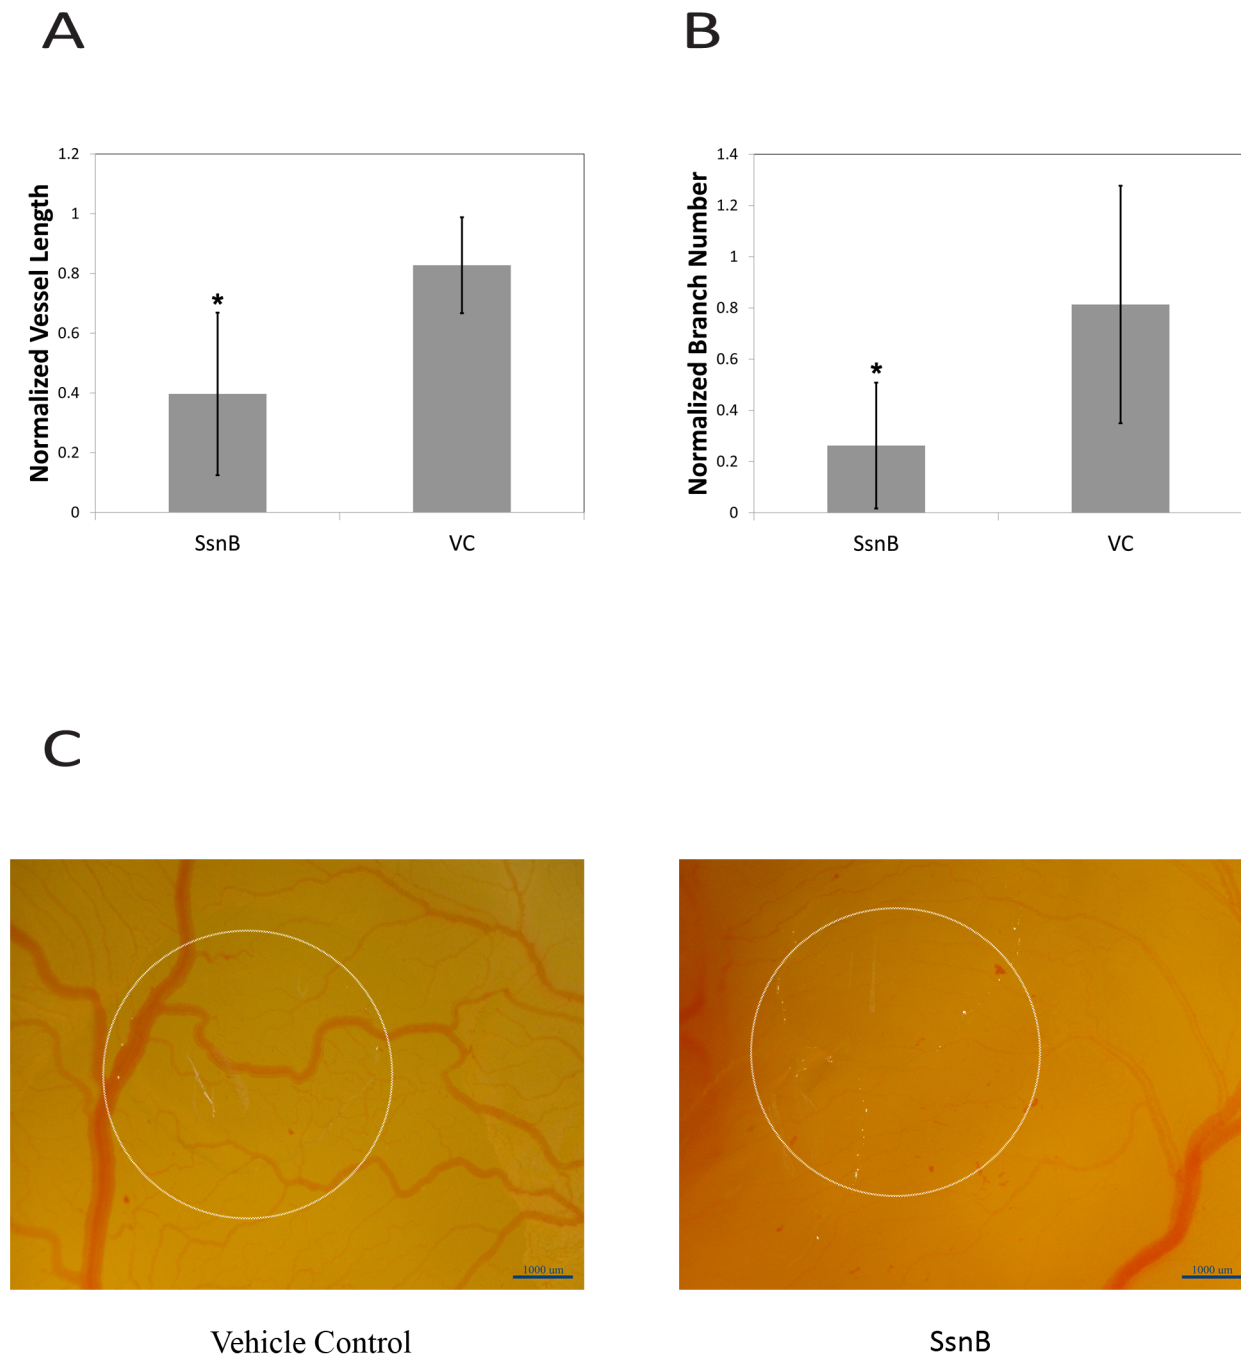 A
B
Normalized Vessel Length
1.2
1
0.8
0.6
0.4
0.2
0
*
SsnB
VC
Normalized Branch Number
1.4
1.2
1
0.8
0.6
0.4
0.2
0
*
SsnB
VC
C
1000 um
1000 um
Vehicle Control
SsnB